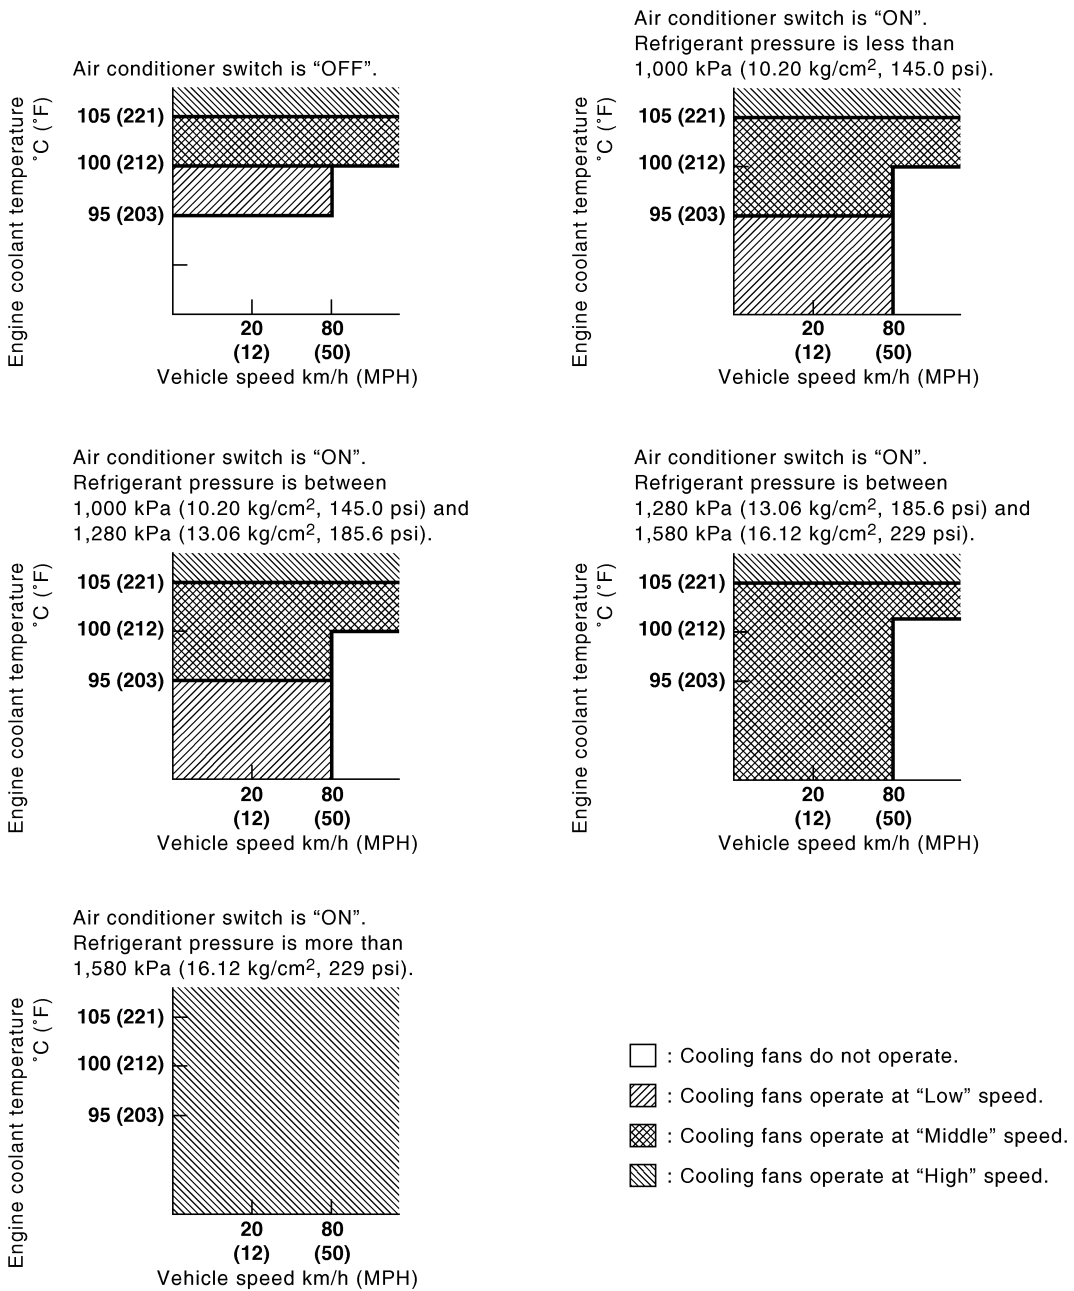 Air conditioner switch is “OFF”.
Engine coolant temperature
˚C (˚F)
105 (221)
100 (212)
95 (203)
20 80
(12) (50)
Vehicle speed km/h (MPH)
Air conditioner switch is “ON”.
Refrigerant pressure is less than
1,000 kPa (10.20 kg/cm2, 145.0 psi).
Engine coolant temperature
˚C (˚F)
105 (221)
100 (212)
95 (203)
20 80
(12) (50)
Vehicle speed km/h (MPH)
Air conditioner switch is “ON”.
Refrigerant pressure is between
1,000 kPa (10.20 kg/cm2, 145.0 psi) and
1,280 kPa (13.06 kg/cm2, 185.6 psi).
Engine coolant temperature
˚C (˚F)
105 (221)
100 (212)
95 (203)
20 80
(12) (50)
Vehicle speed km/h (MPH)
Air conditioner switch is “ON”.
Refrigerant pressure is between
1,280 kPa (13.06 kg/cm2, 185.6 psi) and
1,580 kPa (16.12 kg/cm2, 229 psi).
Engine coolant temperature
˚C (˚F)
105 (221)
100 (212)
95 (203)
20 80
(12) (50)
Vehicle speed km/h (MPH)
Air conditioner switch is “ON”.
Refrigerant pressure is more than
1,580 kPa (16.12 kg/cm2, 229 psi).
Engine coolant temperature
˚C (˚F)
105 (221)
100 (212)
95 (203)
20 80
(12) (50)
Vehicle speed km/h (MPH)
: Cooling fans do not operate.
: Cooling fans operate at “Low” speed.
: Cooling fans operate at “Middle” speed.
: Cooling fans operate at “High” speed.